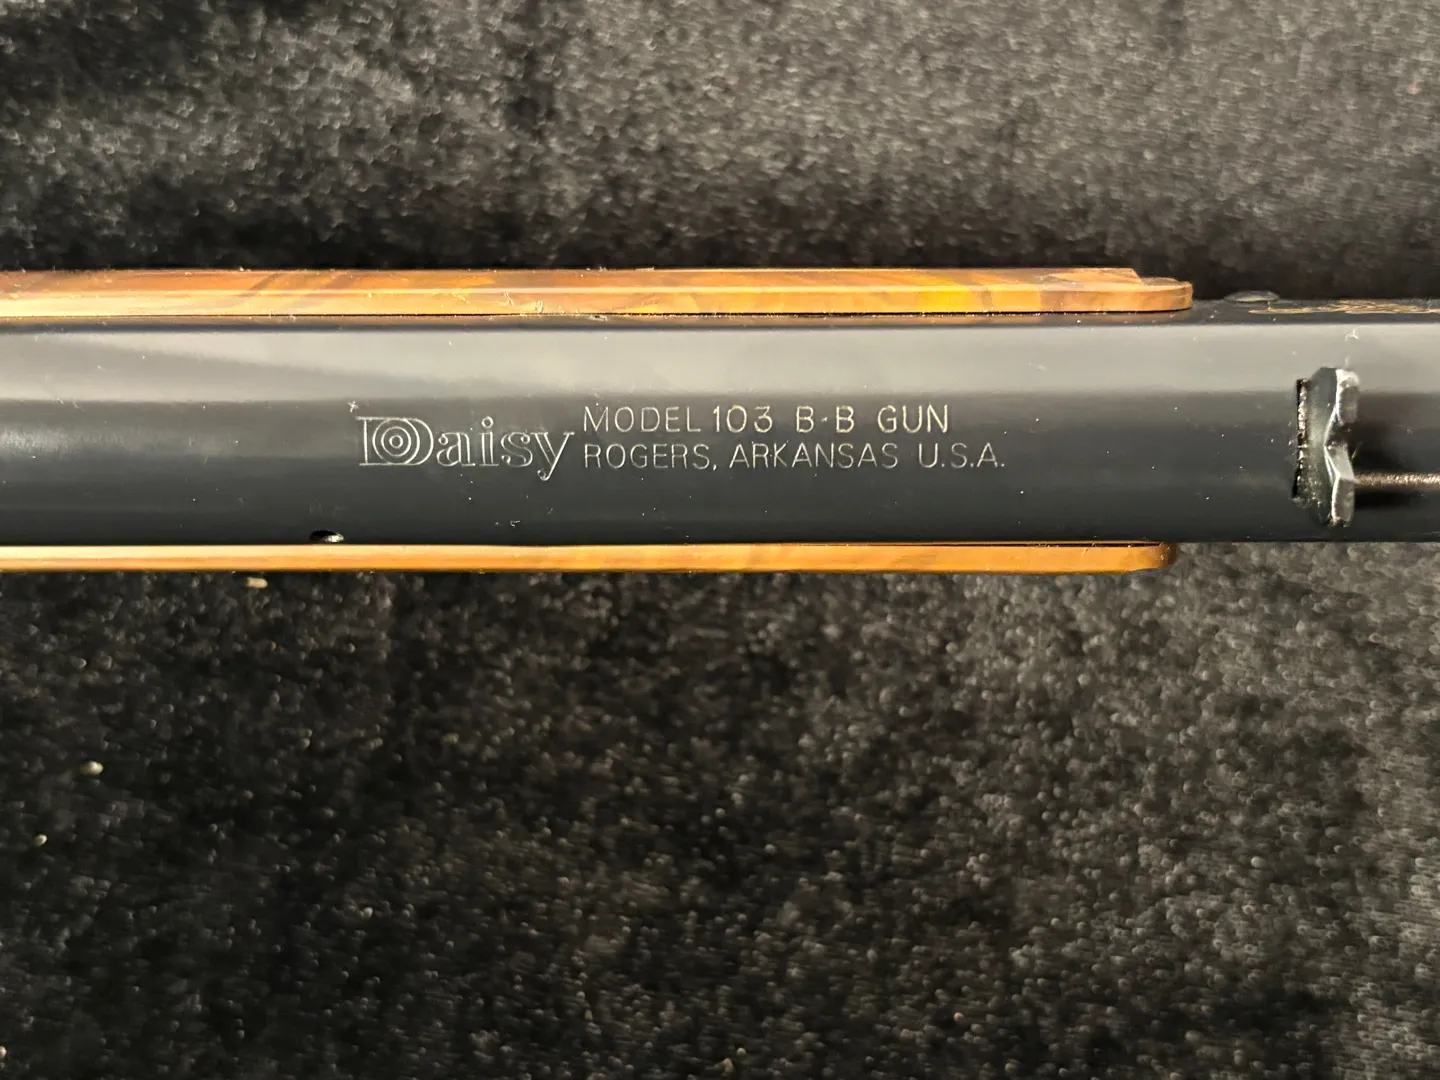 Daisy MODEL 103 B-B GUN
ROGERS, ARKANSAS U.S.A.